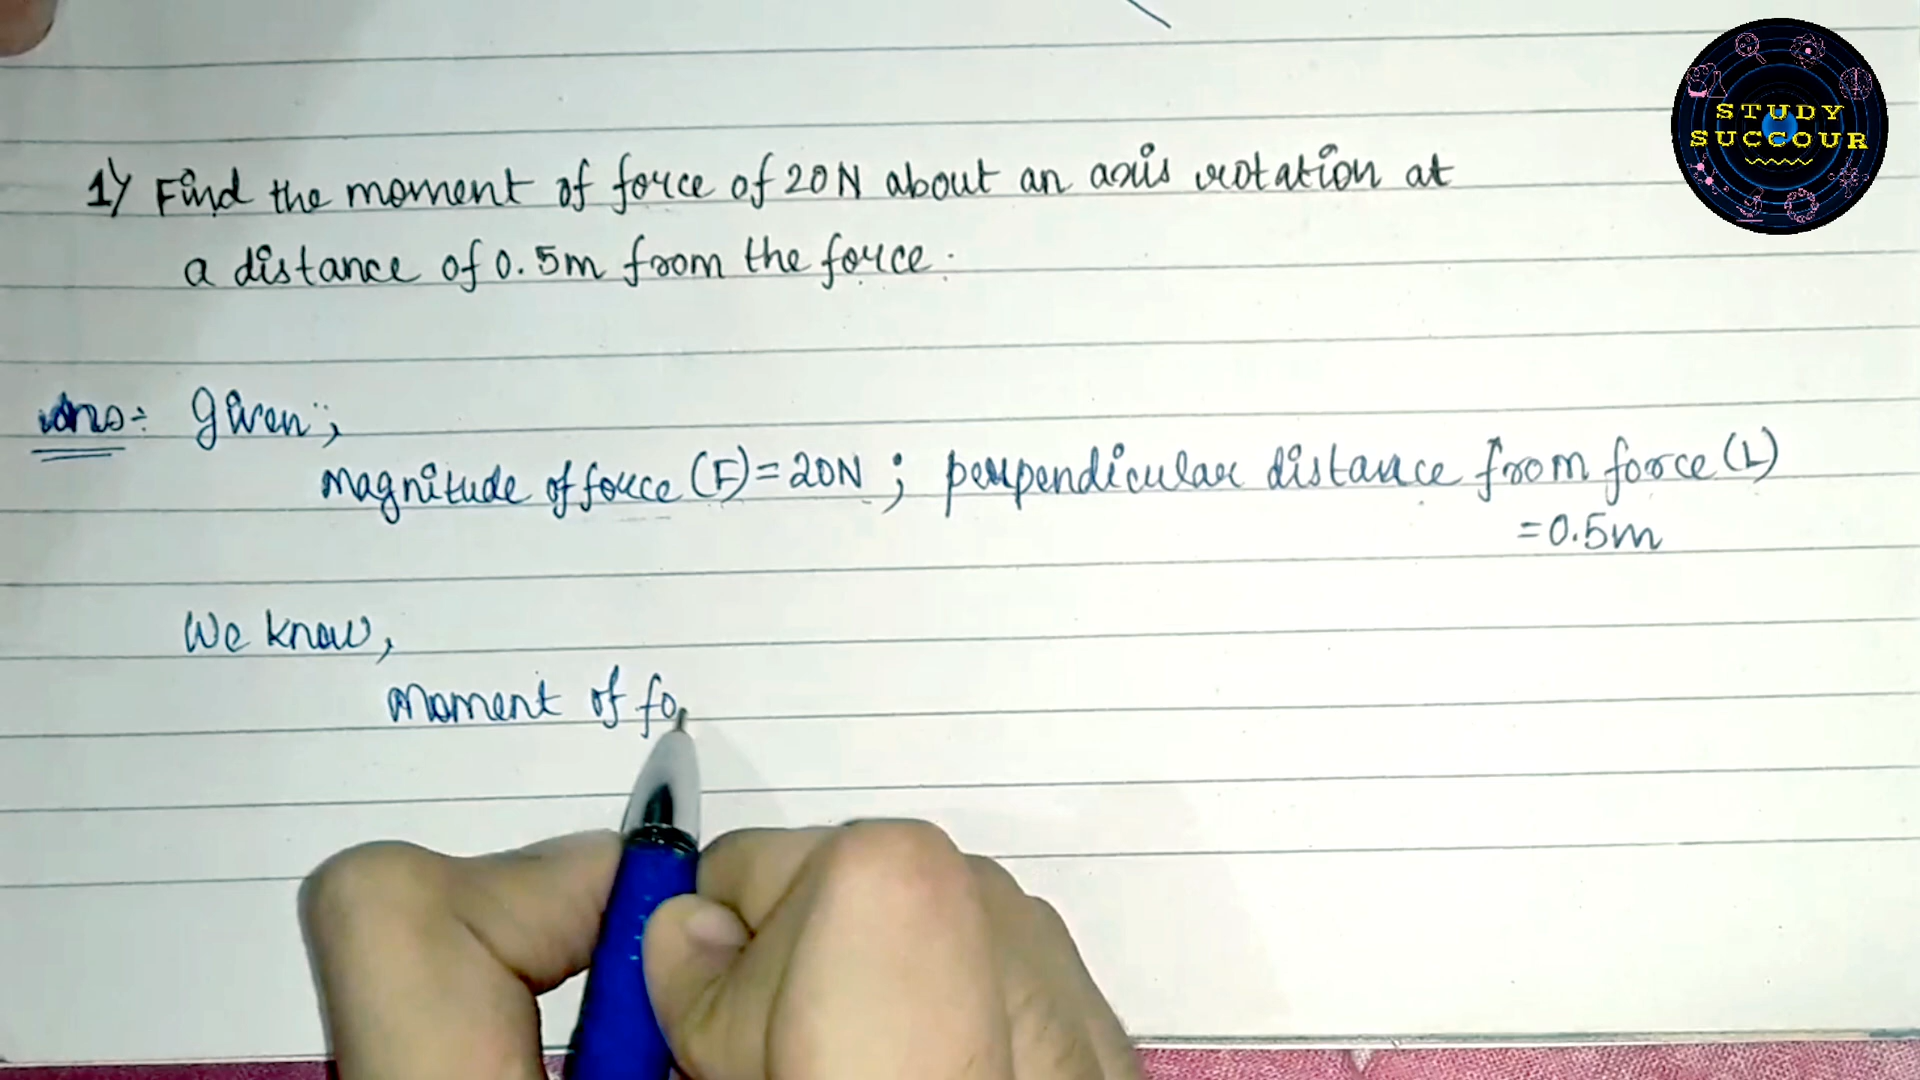 STUDY
SUCCOUR
1) Find the moment of force of 20N about an axis rotation at
a distance of 0.5m from the force.
Ans:- Given;
Magnitude of force (F) = 20N ; perpendicular distance from force (L)
= 0.5m
We know,
Moment of fo